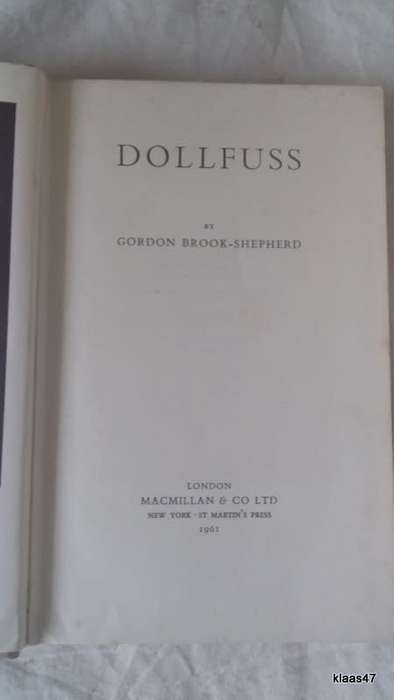 DOLLFUSS
BY
GORDON BROOK-SHEPHERD
LONDON
MACMILLAN & CO LTD
NEW YORK · ST MARTIN'S PRESS
1961
klaas47